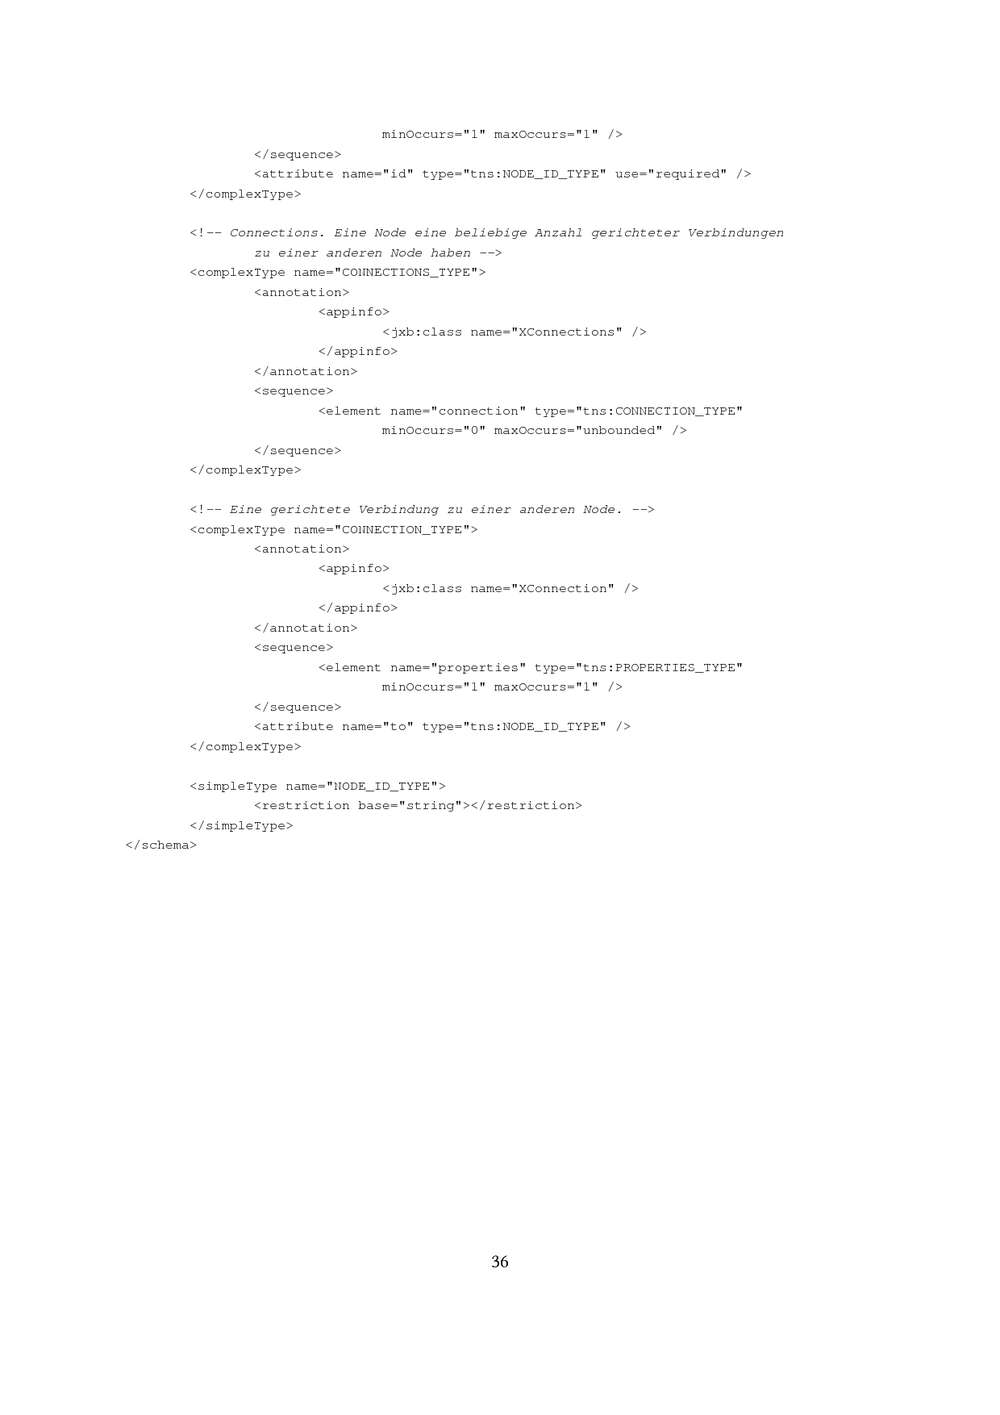 minOccurs="1" maxOccurs="1" />
</sequence>
<attribute name="id" type="tns:NODE_ID_TYPE" use="required" />
</complexType>
<!-- Connections. Eine Node eine beliebige Anzahl gerichteter Verbindungen
zu einer anderen Node haben -->
<complexType name="CONNECTIONS_TYPE">
<annotation>
<appinfo>
<jxb:class name="XConnections" />
</appinfo>
</annotation>
<sequence>
<element name="connection" type="tns:CONNECTION_TYPE"
minOccurs="0" maxOccurs="unbounded" />
</sequence>
</complexType>
<!-- Eine gerichtete Verbindung zu einer anderen Node. -->
<complexType name="CONNECTION_TYPE">
<annotation>
<appinfo>
<jxb:class name="XConnection" />
</appinfo>
</annotation>
<sequence>
<element name="properties" type="tns:PROPERTIES_TYPE"
minOccurs="1" maxOccurs="1" />
</sequence>
<attribute name="to" type="tns:NODE_ID_TYPE" />
</complexType>
<simpleType name="NODE_ID_TYPE">
<restriction base="string"></restriction>
</simpleType>
</schema>
36